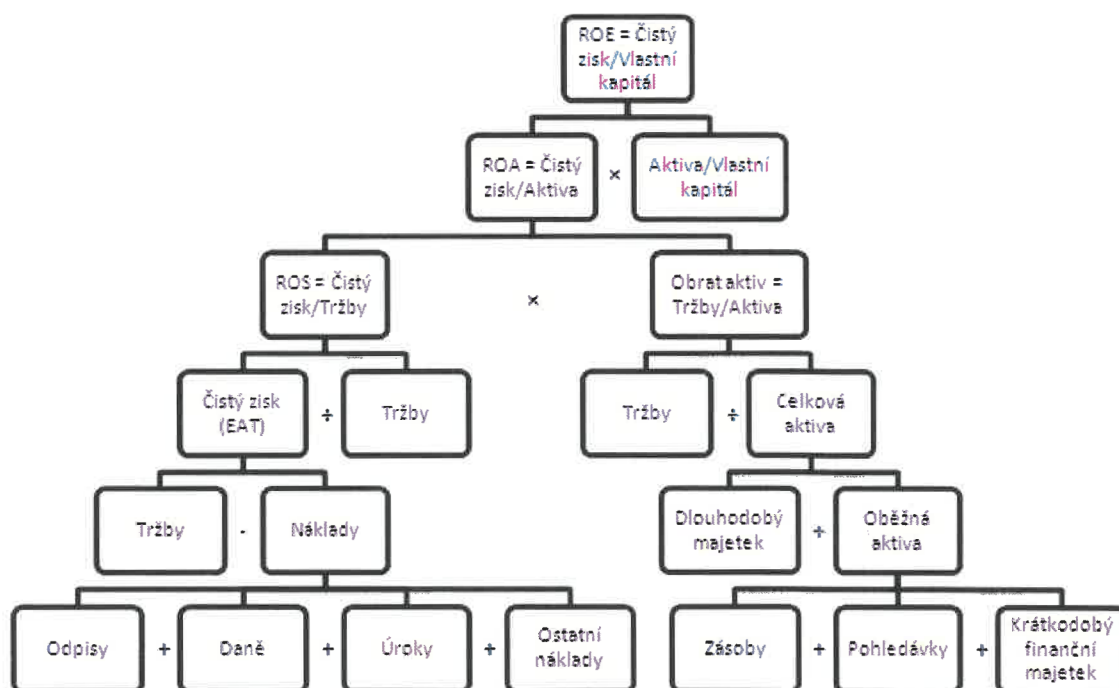 ROE = Čistý
zisk/Vlastní
kapitál
ROA = Čistý
zisk/Aktiva
×
Aktiva/Vlastní
kapitál
ROS = Čistý
zisk/Tržby
×
Obrat aktiv =
Tržby/Aktiva
Čistý zisk
(EAT)
÷
Tržby
Tržby
÷
Celková
aktiva
Tržby
-
Náklady
Dlouhodobý
majetek
+
Oběžná
aktiva
Odpisy
+
Daně
+
Úroky
+
Ostatní
náklady
Zásoby
+
Pohledávky
+
Krátkodobý
finanční
majetek